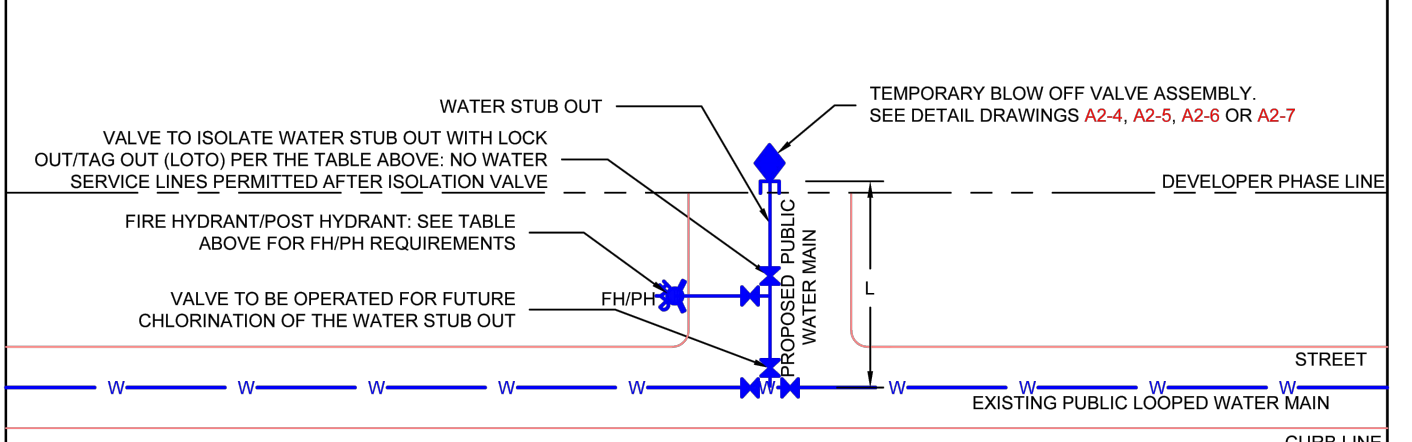 WATER STUB OUT
TEMPORARY BLOW OFF VALVE ASSEMBLY.
SEE DETAIL DRAWINGS A2-4, A2-5, A2-6 OR A2-7
VALVE TO ISOLATE WATER STUB OUT WITH LOCK
OUT/TAG OUT (LOTO) PER THE TABLE ABOVE: NO WATER
SERVICE LINES PERMITTED AFTER ISOLATION VALVE
DEVELOPER PHASE LINE
FIRE HYDRANT/POST HYDRANT: SEE TABLE
ABOVE FOR FH/PH REQUIREMENTS
FH/PH
VALVE TO BE OPERATED FOR FUTURE
CHLORINATION OF THE WATER STUB OUT
PROPOSED PUBLIC
WATER MAIN
L
STREET
W W W W W W W W W W
EXISTING PUBLIC LOOPED WATER MAIN
CURB LINE